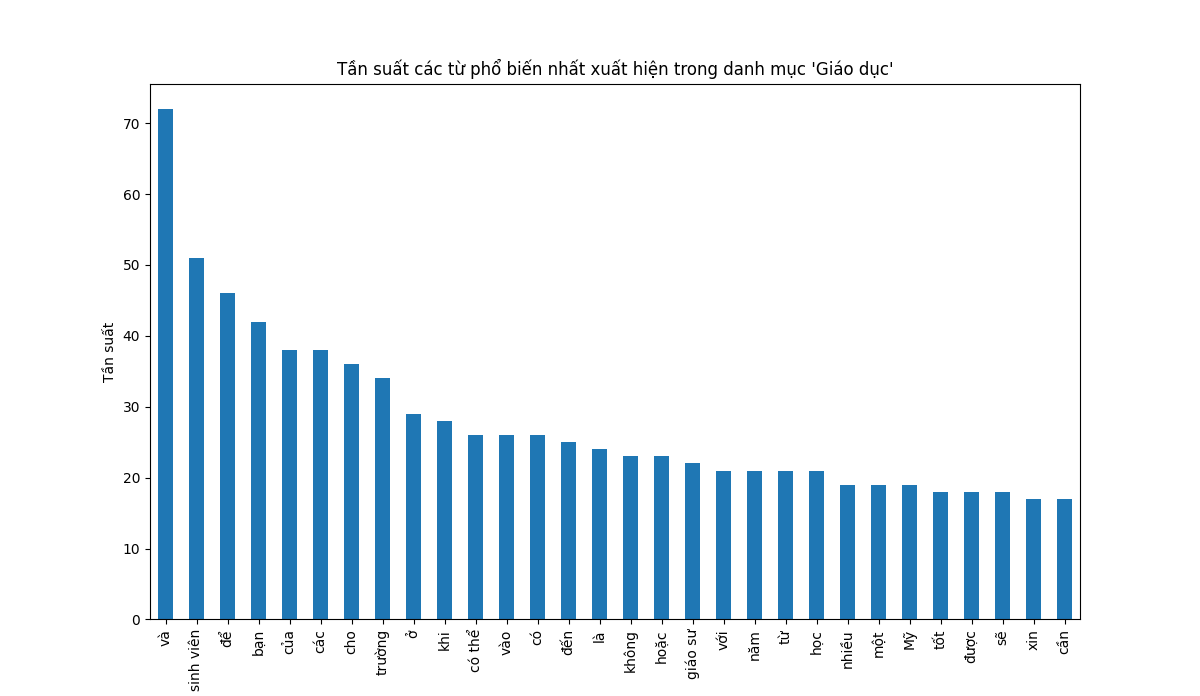 Tần suất các từ phổ biến nhất xuất hiện trong danh mục 'Giáo dục'
Tần suất
70
60
50
40
30
20
10
0
và
sinh viên
để
bạn
của
các
cho
trường
ở
khi
có thể
vào
có
đến
là
không
hoặc
giáo sư
với
năm
từ
học
nhiều
một
Mỹ
tốt
được
sẽ
xin
cần